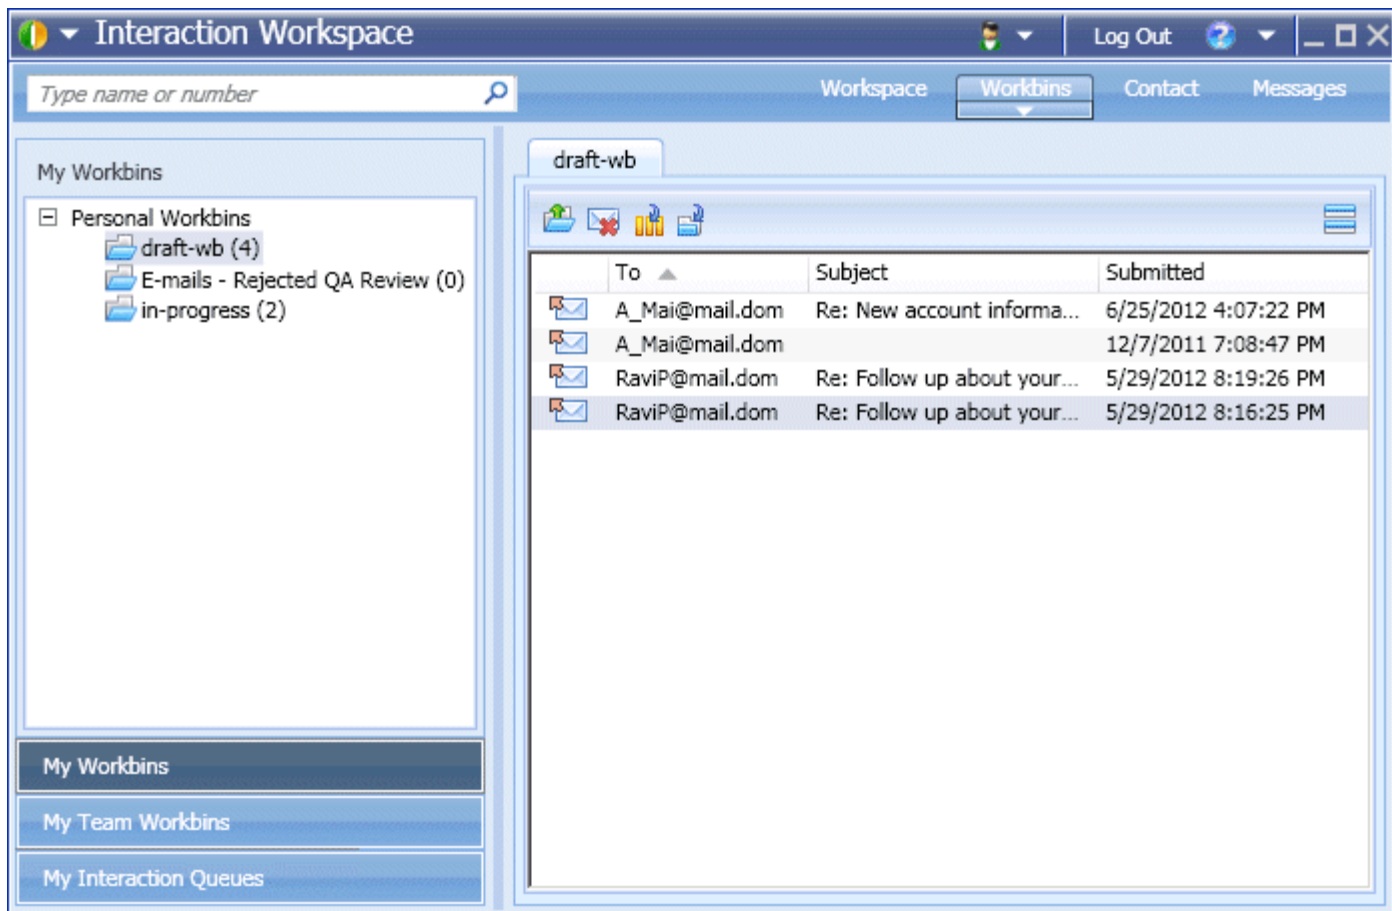 Interaction Workspace
Log Out
Type name or number
Workspace Workbins Contact Messages
My Workbins
Personal Workbins
draft-wb (4)
E-mails - Rejected QA Review (0)
in-progress (2)
My Workbins
My Team Workbins
My Interaction Queues
draft-wb
To Subject Submitted
A_Mai@mail.dom Re: New account informa... 6/25/2012 4:07:22 PM
A_Mai@mail.dom 12/7/2011 7:08:47 PM
RaviP@mail.dom Re: Follow up about your... 5/29/2012 8:19:26 PM
RaviP@mail.dom Re: Follow up about your... 5/29/2012 8:16:25 PM